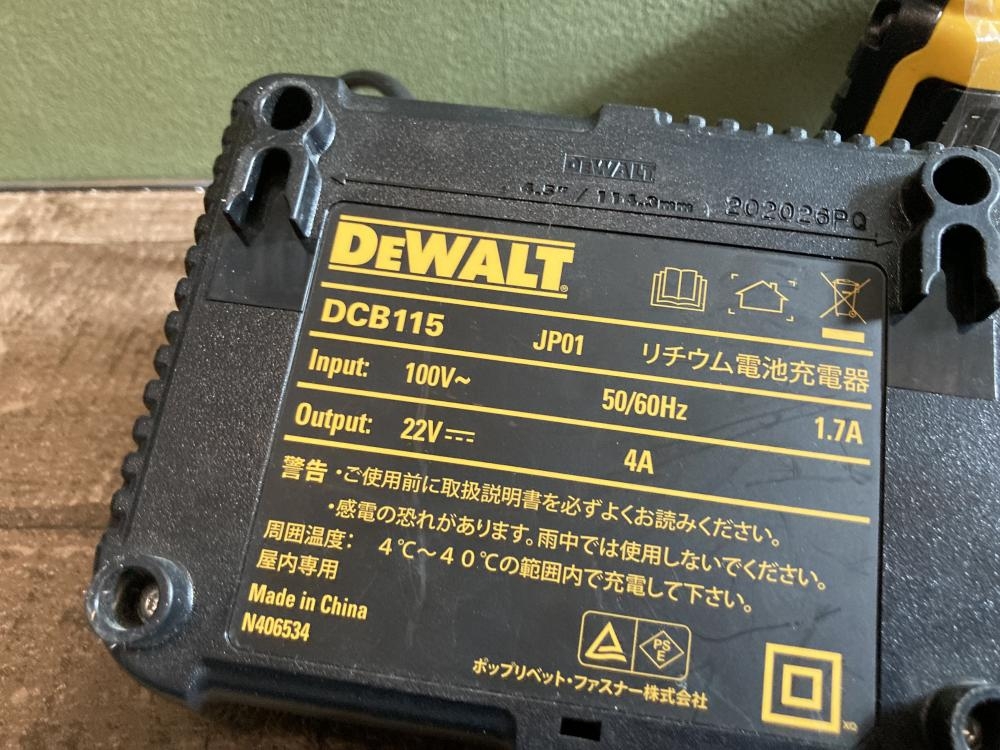 DEWALT
4.5" / 114.3mm
202026PQ
DEWALT®
DCB115 JP01 リチウム電池充電器
Input: 100V~ 50/60Hz 1.7A
Output: 22V⎓ 4A
警告・ご使用前に取扱説明書を必ずよくお読みください。
・感電の恐れがあります。雨中では使用しないでください。
周囲温度： 4℃～40℃の範囲内で充電して下さい。
屋内専用
Made in China
N406534
PS
E
ポップリベット・ファスナー株式会社